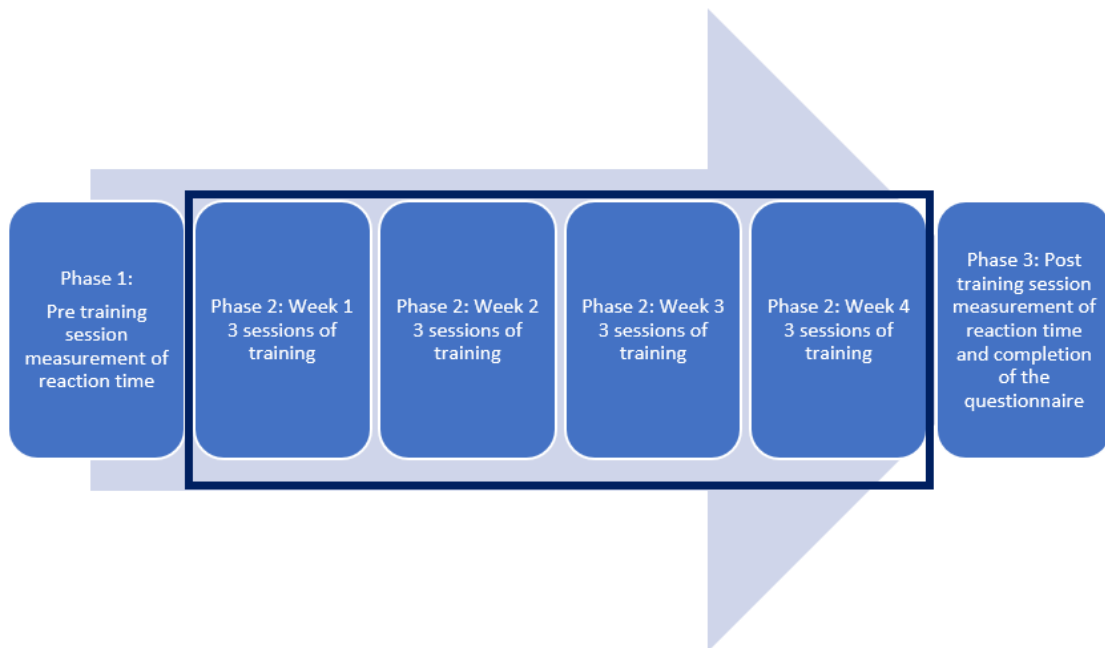 Phase 1:
Pre training
session
measurement of
reaction time
Phase 2: Week 1
3 sessions of
training
Phase 2: Week 2
3 sessions of
training
Phase 2: Week 3
3 sessions of
training
Phase 2: Week 4
3 sessions of
training
Phase 3: Post
training session
measurement of
reaction time
and completion
of the
questionnaire